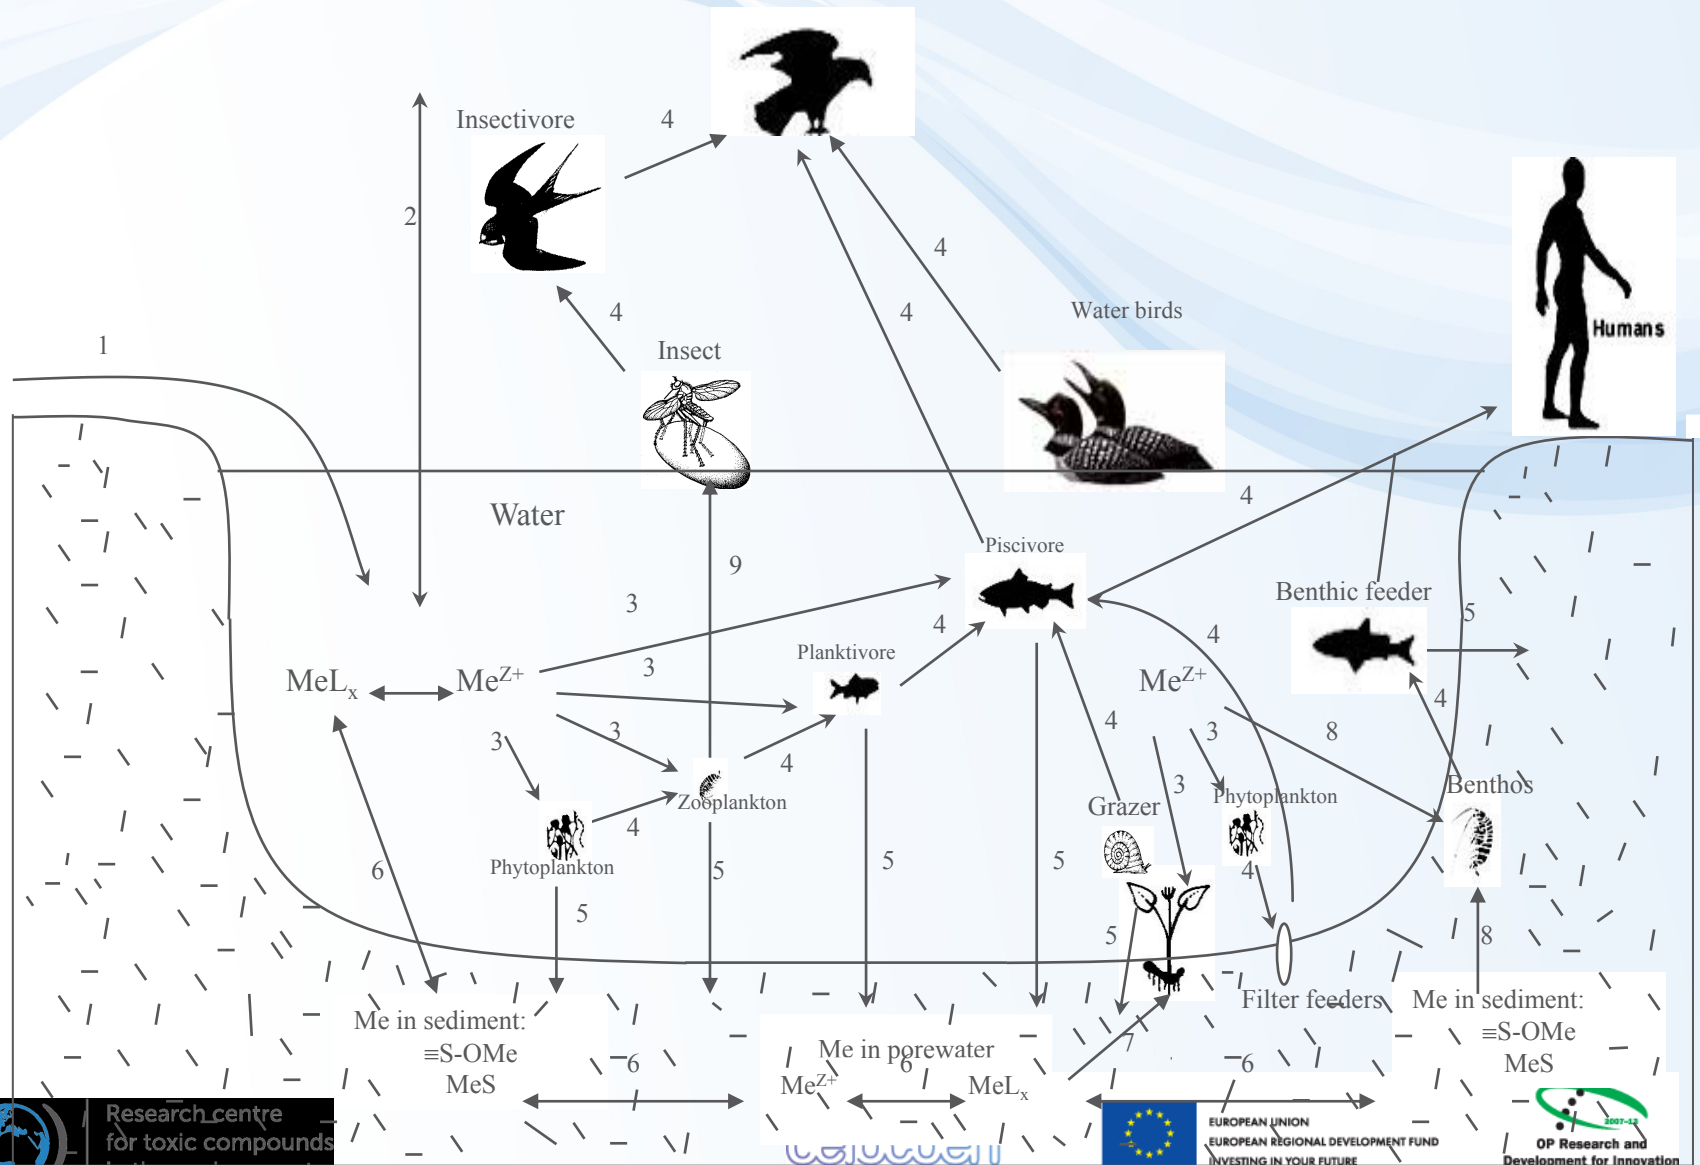 Insectivore
4
2
4
4
4
Water birds
Humans
1
Insect
Water
4
9
Piscivore
3
Benthic feeder
5
4
4
3
Planktivore
MeLx
MeZ+
MeZ+
4
3
3
4
3
8
4
4
Zooplankton
3
Grazer
Phytoplankton
Benthos
4
Phytoplankton
6
5
5
5
5
4
5
8
Filter feeders
Me in sediment:
≡S-OMe
MeS
6
Me in porewater
6
MeZ+
MeLx
7
6
Me in sediment:
≡S-OMe
MeS
Research centre
for toxic compounds
EUROPEAN UNION
EUROPEAN REGIONAL DEVELOPMENT FUND
INVESTING IN YOUR FUTURE
2007-13
OP Research and
Development for Innovation